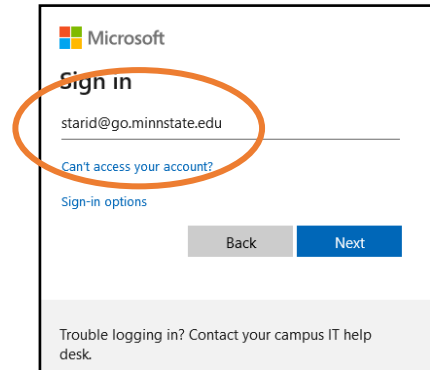 Microsoft
Sign in
starid@go.minnstate.edu
Can't access your account?
Sign-in options
Back
Next
Trouble logging in? Contact your campus IT help
desk.